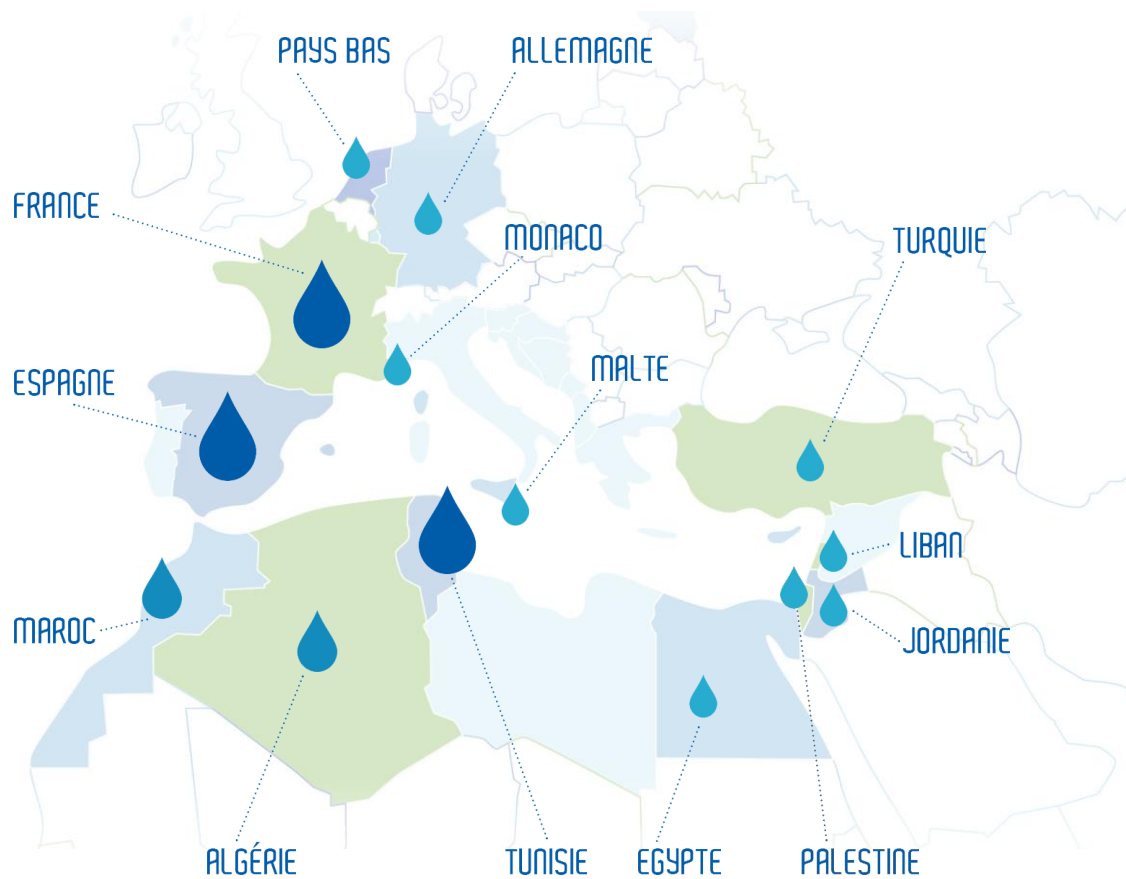 PAYS BAS
ALLEMAGNE
FRANCE
MONACO
TURQUIE
MALTE
ESPAGNE
LIBAN
MAROC
JORDANIE
ALGÉRIE
TUNISIE
EGYPTE
PALESTINE